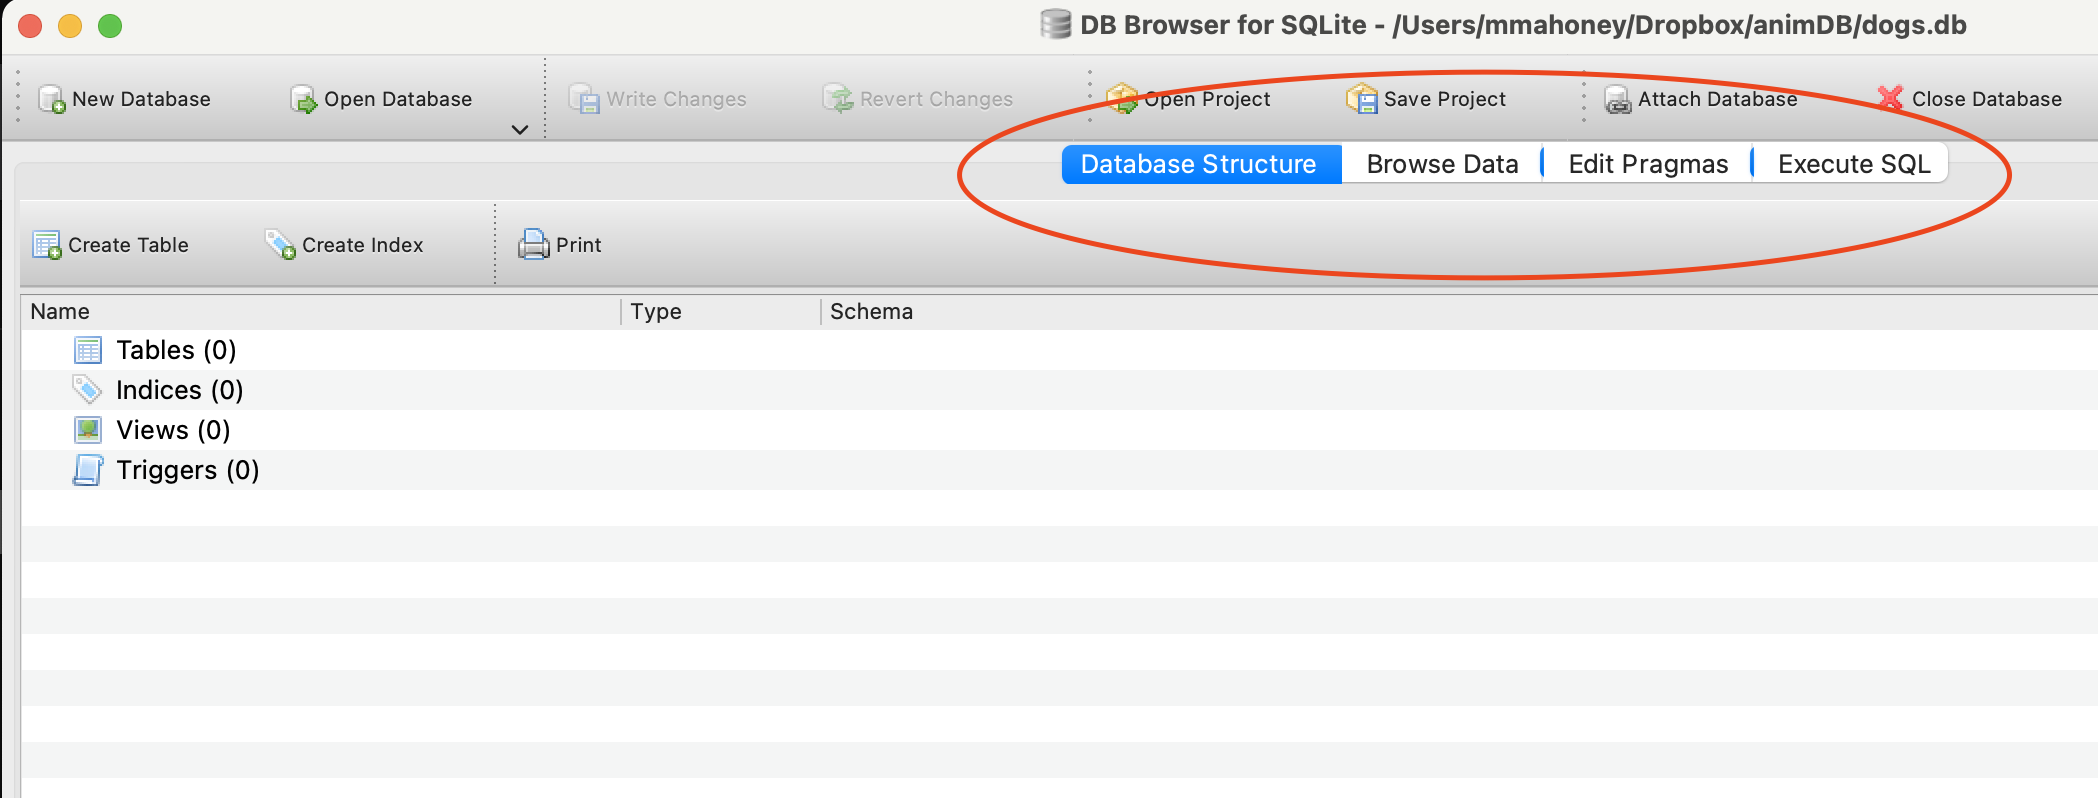 DB Browser for SQLite - /Users/mmahoney/Dropbox/animDB/dogs.db
New Database Open Database Write Changes Revert Changes Open Project Save Project Attach Database Close Database
Database Structure Browse Data Edit Pragmas Execute SQL
Create Table Create Index Print
Name Type Schema
Tables (0)
Indices (0)
Views (0)
Triggers (0)